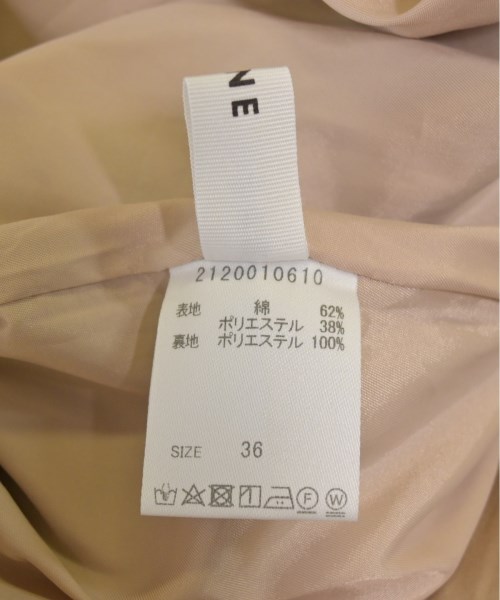 NE
2120010610
表地 綿 62%
ポリエステル 38%
裏地 ポリエステル 100%
SIZE 36
F W